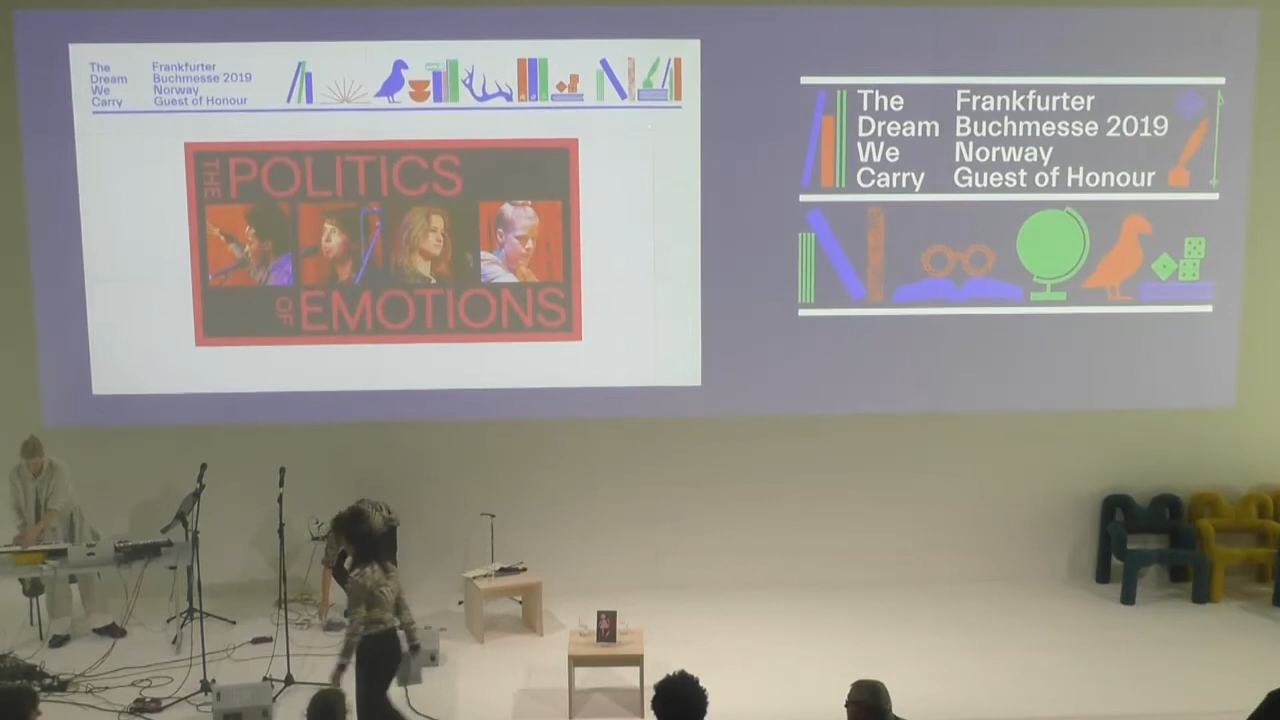 The
Dream
We
Carry
Frankfurter
Buchmesse 2019
Norway
Guest of Honour
THE POLITICS
OF EMOTIONS
The
Dream
We
Carry
Frankfurter
Buchmesse 2019
Norway
Guest of Honour